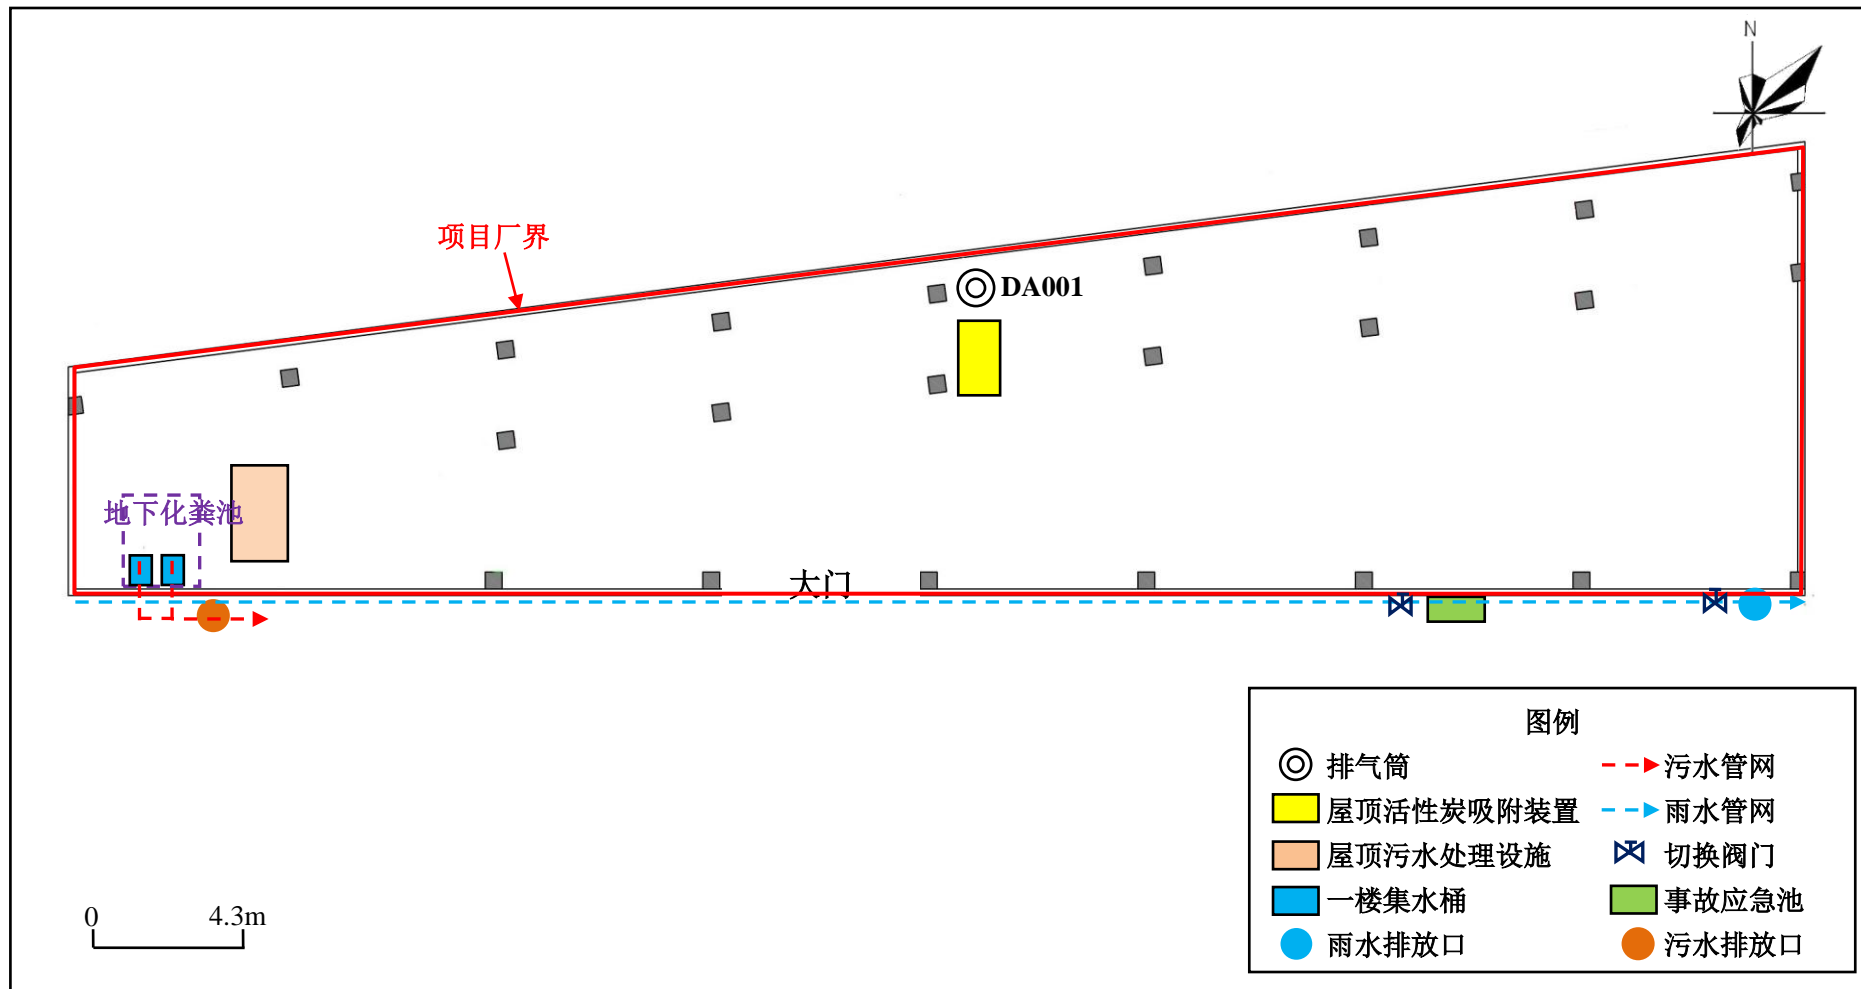 N
项目厂界
DA001
地下化粪池
大门
图例
排气筒
污水管网
屋顶活性炭吸附装置
雨水管网
屋顶污水处理设施
切换阀门
一楼集水桶
事故应急池
雨水排放口
污水排放口
0 4.3m